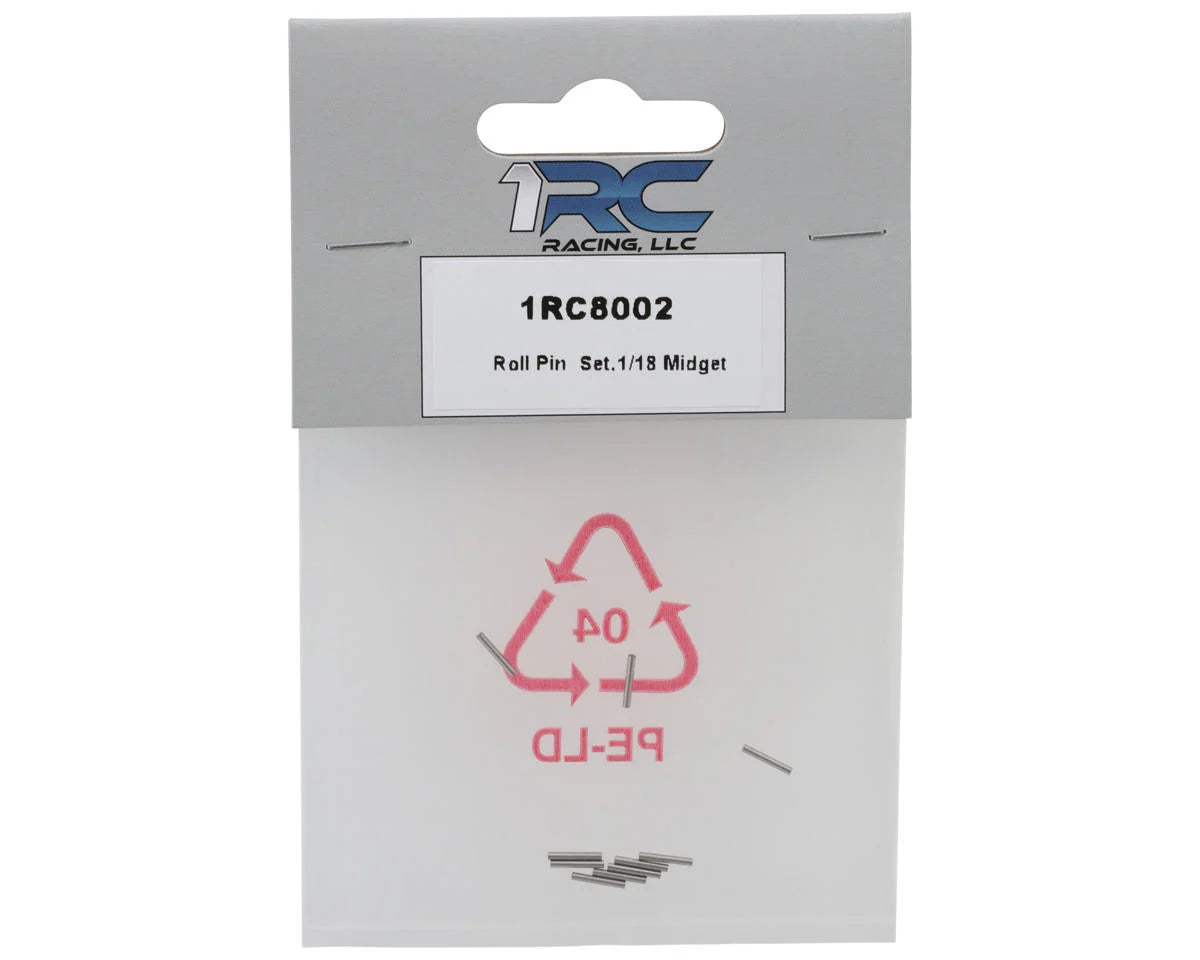 1RC
RACING, LLC
1RC8002
Roll Pin Set.1/18 Midget
04
PE-LD